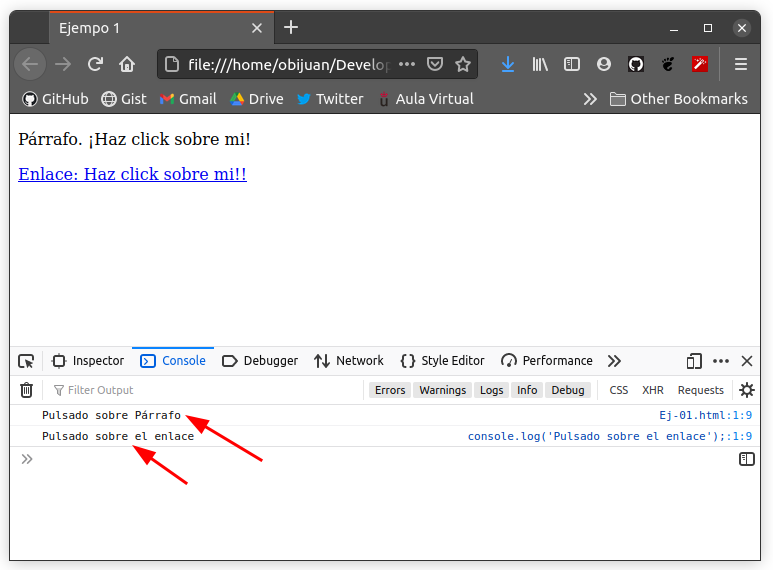 Ejempo 1
file:///home/obijuan/Develop
GitHub Gist Gmail Drive Twitter Aula Virtual Other Bookmarks
Párrafo. ¡Haz click sobre mi!
Enlace: Haz click sobre mi!!
Inspector Console Debugger Network Style Editor Performance
Filter Output Errors Warnings Logs Info Debug CSS XHR Requests
Pulsado sobre Párrafo Ej-01.html:1:9
Pulsado sobre el enlace console.log('Pulsado sobre el enlace');:1:9